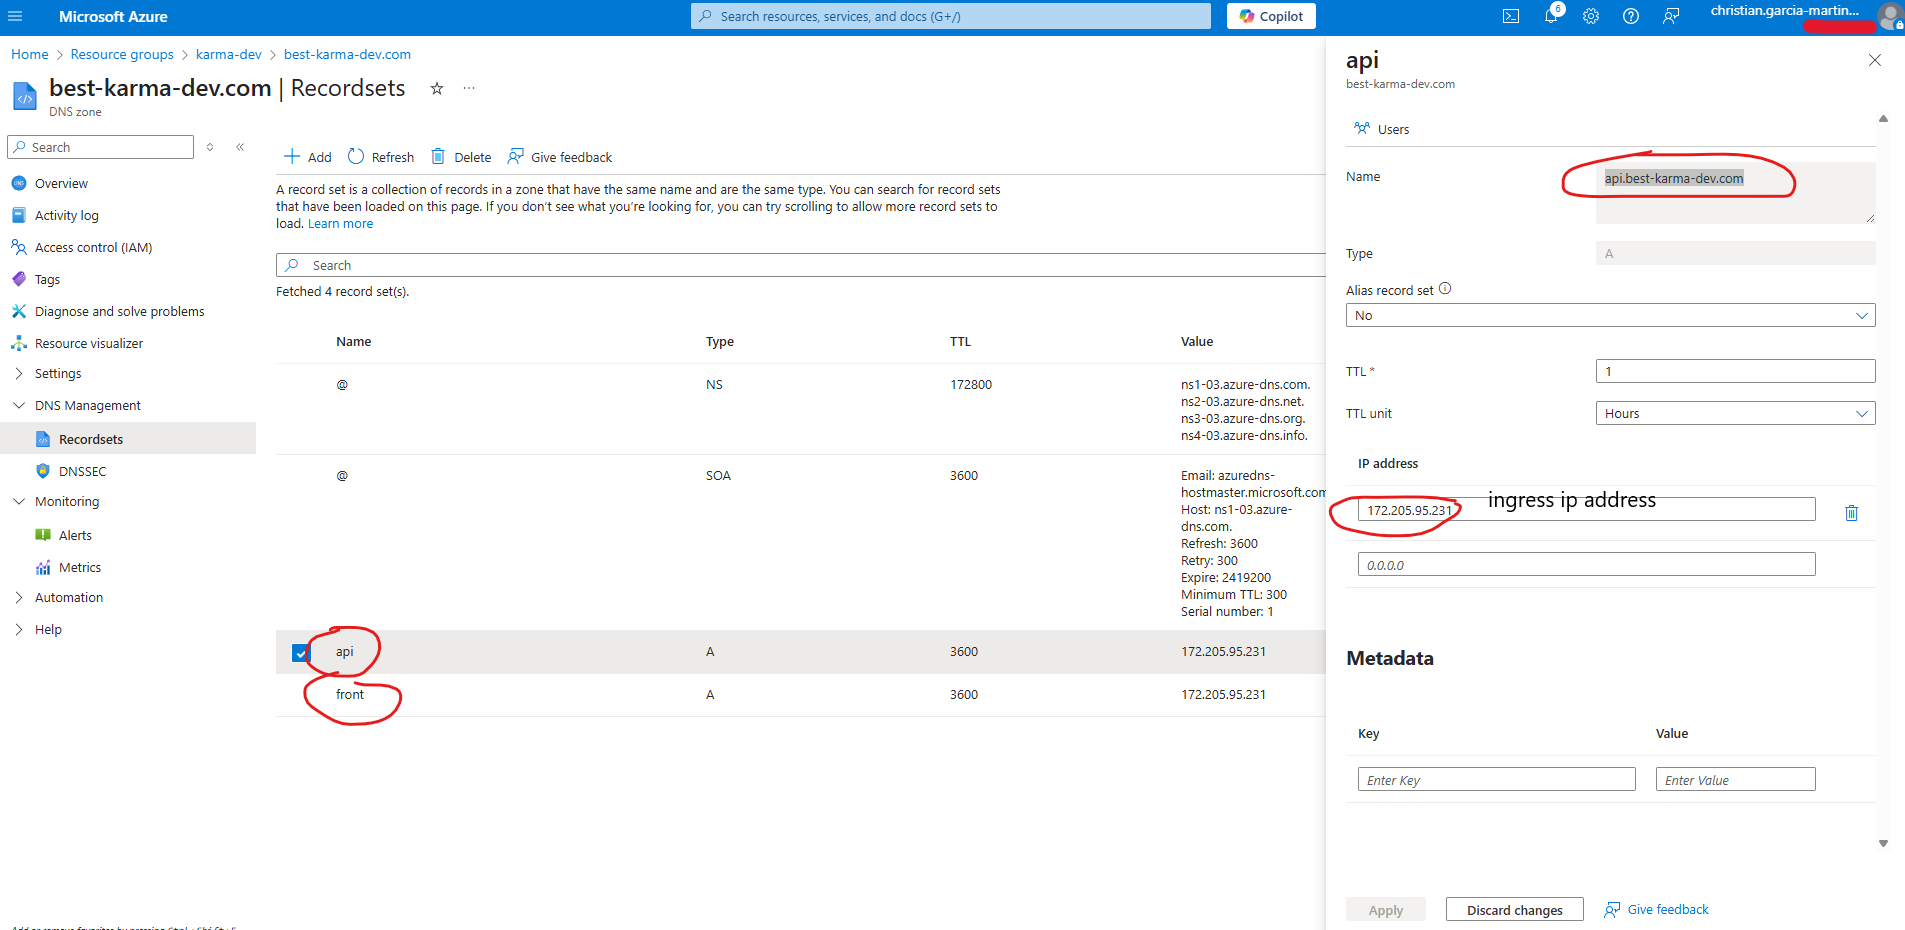 Microsoft Azure
Search resources, services, and docs (G+/)
Copilot
6
christian.garcia-martin...
Home > Resource groups > karma-dev > best-karma-dev.com
best-karma-dev.com | Recordsets
DNS zone
Search
Overview
Activity log
Access control (IAM)
Tags
Diagnose and solve problems
Resource visualizer
Settings
DNS Management
Recordsets
DNSSEC
Monitoring
Alerts
Metrics
Automation
Help
Add Refresh Delete Give feedback
A record set is a collection of records in a zone that have the same name and are the same type. You can search for record sets
that have been loaded on this page. If you don't see what you're looking for, you can try scrolling to allow more record sets to
load. Learn more
Search
Fetched 4 record set(s).
Name Type TTL Value
@ NS 172800 ns1-03.azure-dns.com.
ns2-03.azure-dns.net.
ns3-03.azure-dns.org.
ns4-03.azure-dns.info.
@ SOA 3600 Email: azuredns-
hostmaster.microsoft.com
Host: ns1-03.azure-
dns.com.
Refresh: 3600
Retry: 300
Expire: 2419200
Minimum TTL: 300
Serial number: 1
api A 3600 172.205.95.231
front A 3600 172.205.95.231
api
best-karma-dev.com
Users
Name api.best-karma-dev.com
Type A
Alias record set
No
TTL * 1
TTL unit Hours
IP address
172.205.95.231 ingress ip address
0.0.0.0
Metadata
Key Value
Enter Key Enter Value
Apply Discard changes Give feedback